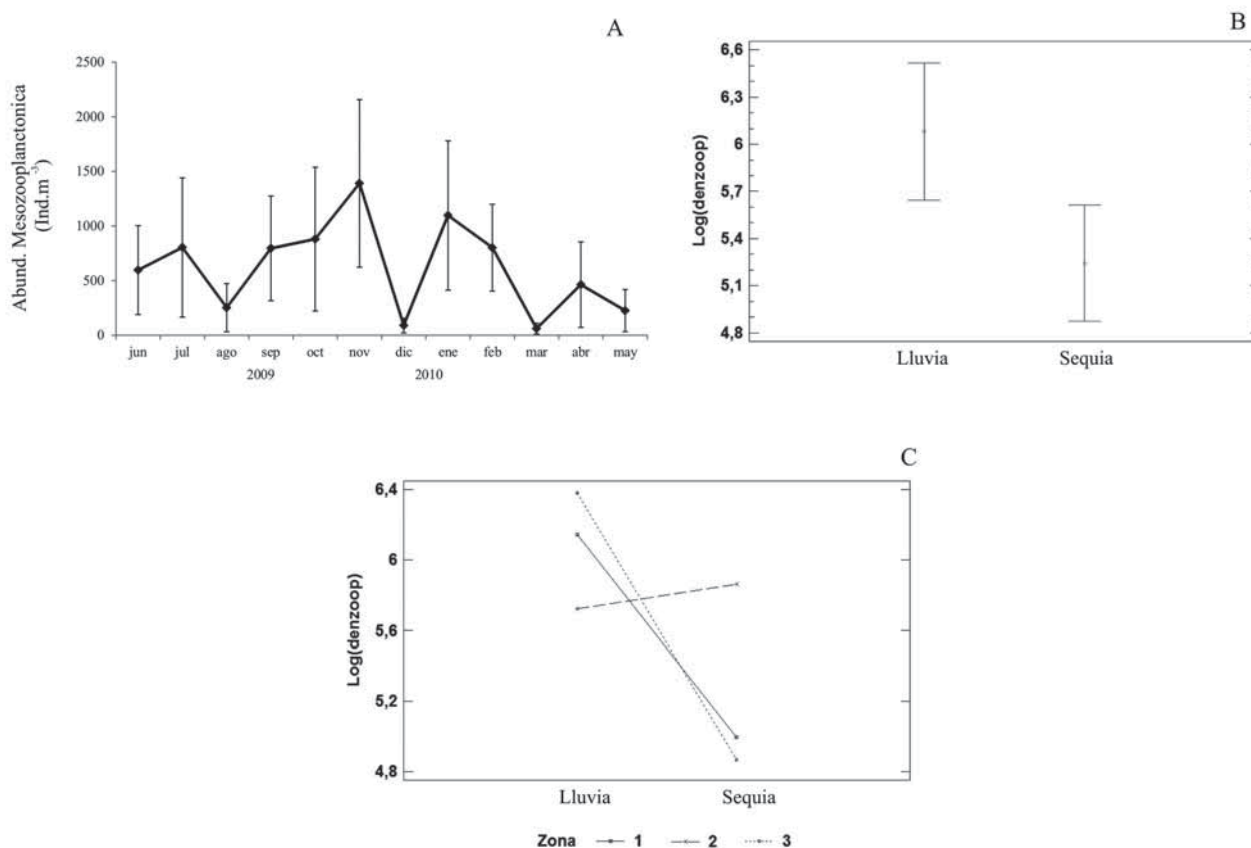 A
Abund. Mesozooplanctonica
(Ind.m⁻³)
2500
2000
1500
1000
500
0
jun jul ago sep oct nov dic ene feb mar abr may
2009 2010
B
Log(denzoop)
6,6
6,3
6
5,7
5,4
5,1
4,8
Lluvia Sequia
C
Log(denzoop)
6,4
6
5,6
5,2
4,8
Lluvia Sequia
Zona 1 2 3